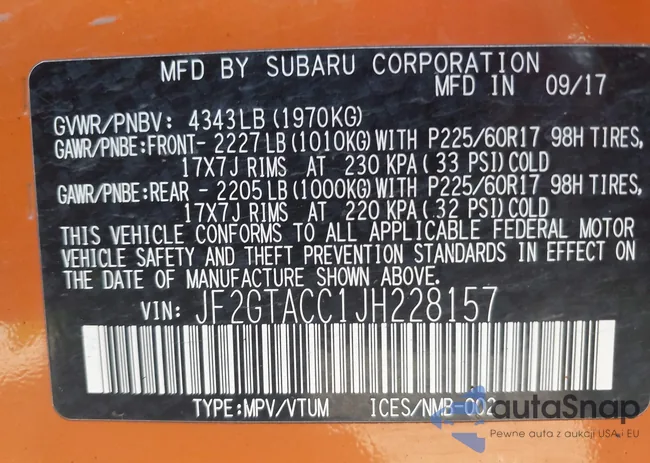 MFD BY SUBARU CORPORATION
MFD IN 09/17
GVWR/PNBV: 4343LB (1970KG)
GAWR/PNBE:FRONT- 2227LB (1010KG) WITH P225/60R17 98H TIRES,
17X7J RIMS AT 230 KPA( 33 PSI) COLD
GAWR/PNBE:REAR - 2205LB (1000KG) WITH P225/60R17 98H TIRES,
17X7J RIMS AT 220 KPA( 32 PSI) COLD
THIS VEHICLE CONFORMS TO ALL APPLICABLE FEDERAL MOTOR
VEHICLE SAFETY AND THEFT PREVENTION STANDARDS IN EFFECT ON
THE DATE OF MANUFACTURE SHOWN ABOVE.
VIN: JF2GTACC1JH228157
TYPE:MPV/VTUM ICES/NMB-002
autaSnap
Pewne auta z aukcji USA i EU